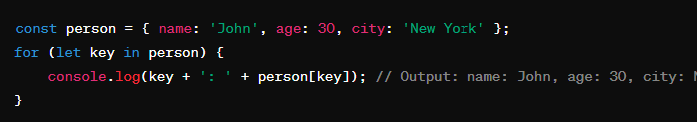 const person = { name: 'John', age: 30, city: 'New York' };
for (let key in person) {
    console.log(key + ': ' + person[key]); // Output: name: John, age: 30, city:
}